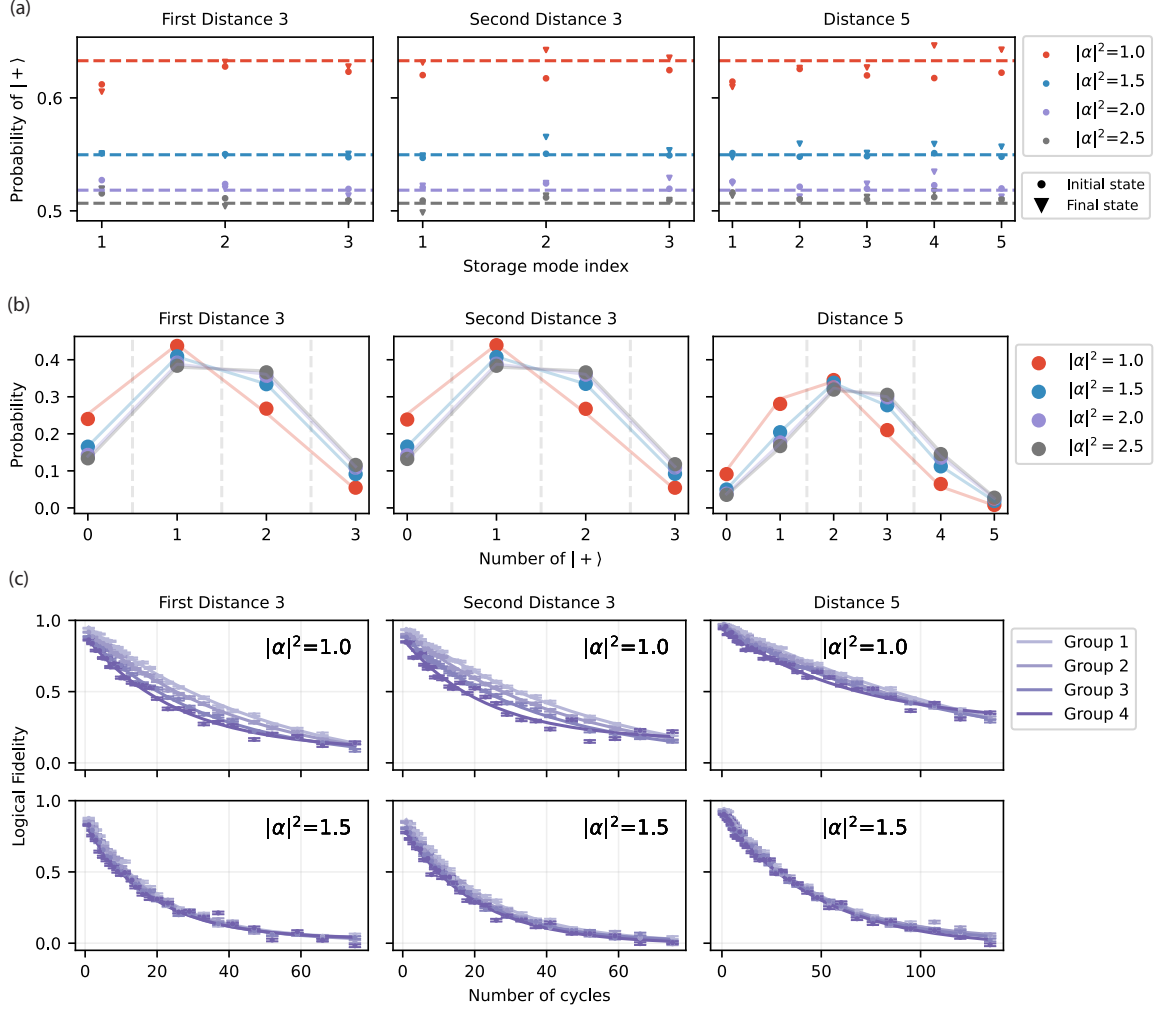 (a)
First Distance 3
Second Distance 3
Distance 5
Probability of |+⟩
0.6
0.5
1 2 3
1 2 3
1 2 3 4 5
Storage mode index
|α|²=1.0
|α|²=1.5
|α|²=2.0
|α|²=2.5
Initial state
Final state
(b)
First Distance 3
Second Distance 3
Distance 5
Probability
0.4
0.3
0.2
0.1
0.0
0 1 2 3
0 1 2 3
0 1 2 3 4 5
Number of |+⟩
|α|² = 1.0
|α|² = 1.5
|α|² = 2.0
|α|² = 2.5
(c)
First Distance 3
Second Distance 3
Distance 5
Logical Fidelity
1.0
0.5
0.0
|α|²=1.0
|α|²=1.0
|α|²=1.0
Group 1
Group 2
Group 3
Group 4
1.0
0.5
0.0
|α|²=1.5
|α|²=1.5
|α|²=1.5
0 20 40 60
0 20 40 60
0 50 100
Number of cycles